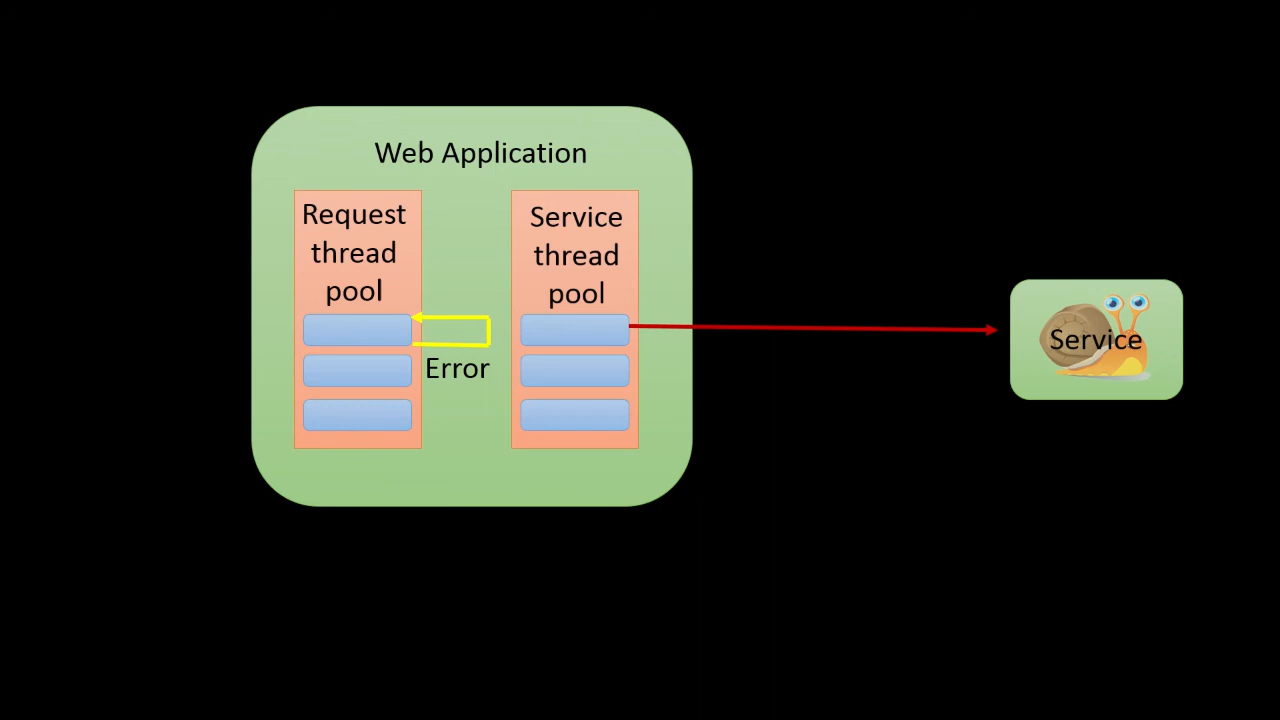 Web Application
Request
thread
pool
Service
thread
pool
Error
Service